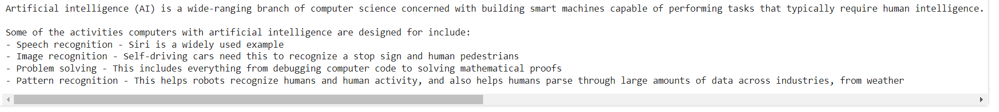 Artificial intelligence (AI) is a wide-ranging branch of computer science concerned with building smart machines capable of performing tasks that typically require human intelligence.
Some of the activities computers with artificial intelligence are designed for include:
- Speech recognition - Siri is a widely used example
- Image recognition - Self-driving cars need this to recognize a stop sign and human pedestrians
- Problem solving - This includes everything from debugging computer code to solving mathematical proofs
- Pattern recognition - This helps robots recognize humans and human activity, and also helps humans parse through large amounts of data across industries, from weather